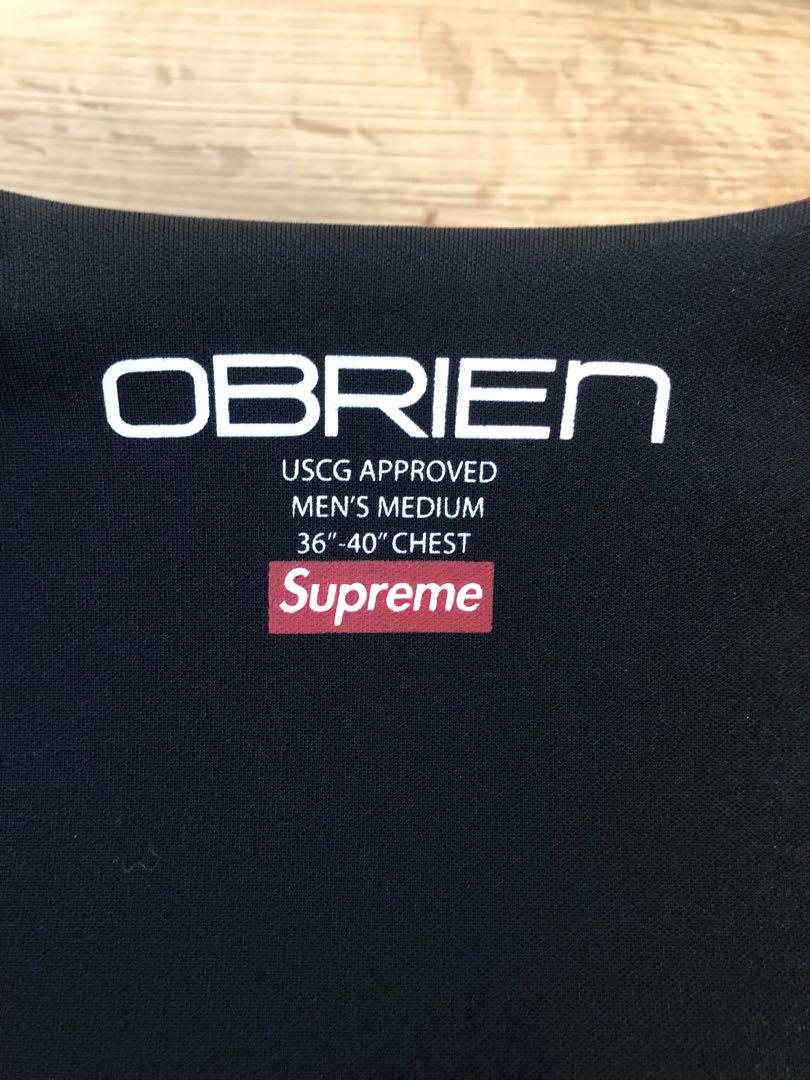 OBRIEN
USCG APPROVED
MEN'S MEDIUM
36"-40" CHEST
Supreme